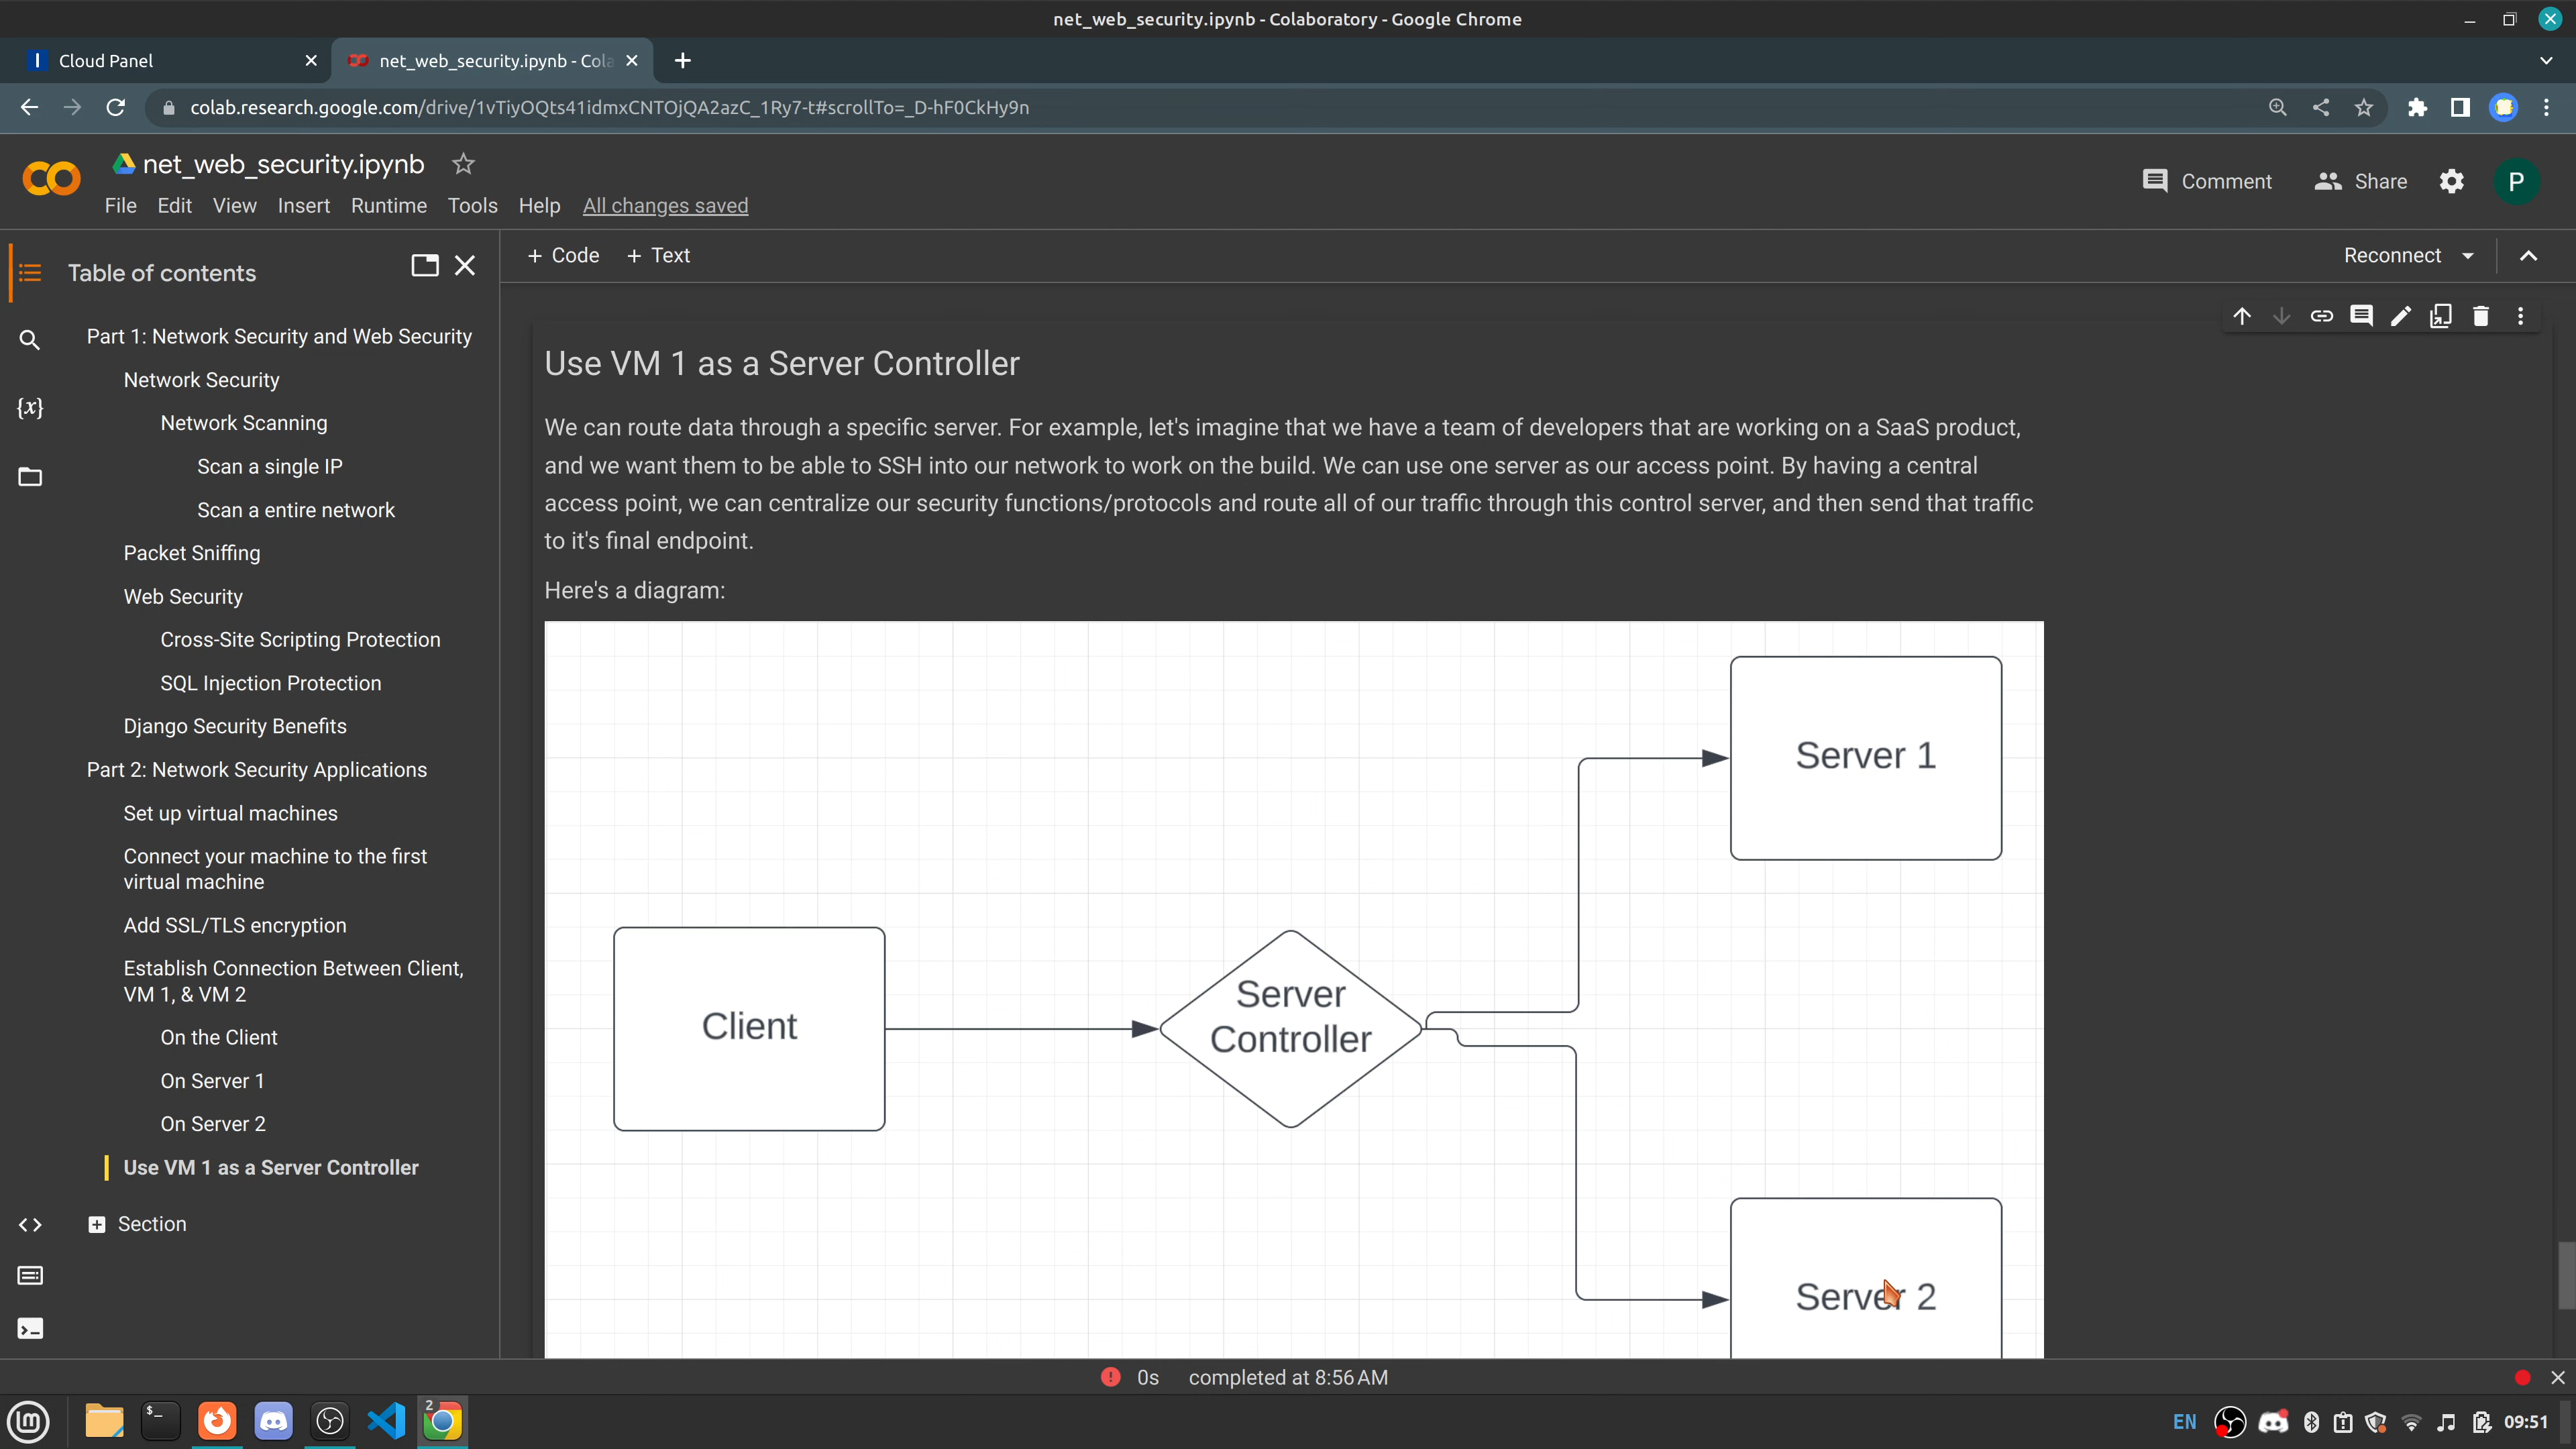 net_web_security.ipynb - Colaboratory - Google Chrome
Cloud Panel
net_web_security.ipynb - Cola
colab.research.google.com/drive/1vTiyOQts41idmxCNTOjQA2azC_1Ry7-t#scrollTo=_D-hF0CkHy9n
net_web_security.ipynb
Comment
Share
P
File Edit View Insert Runtime Tools Help All changes saved
Table of contents
+ Code + Text
Reconnect
Part 1: Network Security and Web Security
Network Security
Network Scanning
Scan a single IP
Scan a entire network
Packet Sniffing
Web Security
Cross-Site Scripting Protection
SQL Injection Protection
Django Security Benefits
Part 2: Network Security Applications
Set up virtual machines
Connect your machine to the first
virtual machine
Add SSL/TLS encryption
Establish Connection Between Client,
VM 1, & VM 2
On the Client
On Server 1
On Server 2
Use VM 1 as a Server Controller
Section
{x}
Use VM 1 as a Server Controller
We can route data through a specific server. For example, let's imagine that we have a team of developers that are working on a SaaS product,
and we want them to be able to SSH into our network to work on the build. We can use one server as our access point. By having a central
access point, we can centralize our security functions/protocols and route all of our traffic through this control server, and then send that traffic
to it's final endpoint.
Here's a diagram:
Server 1
Client
Server
Controller
Server 2
0s completed at 8:56 AM
2
EN
09:51